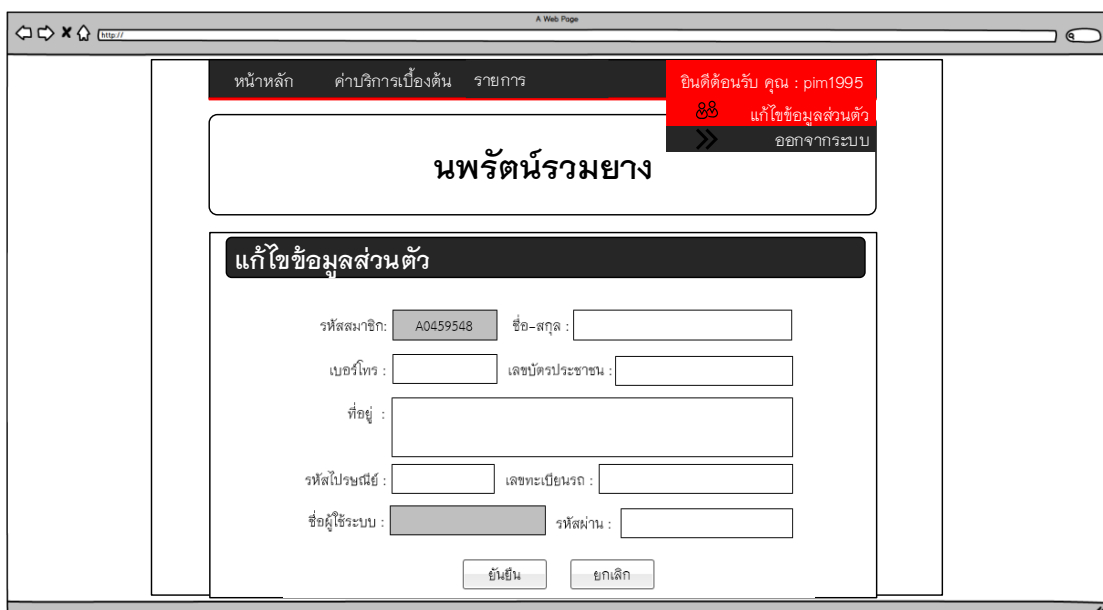 A Web Page
http://
หน้าหลัก ค่าบริการเบื้องต้น รายการ ยินดีต้อนรับ คุณ : pim1995
แก้ไขข้อมูลส่วนตัว
ออกจากระบบ
นพรัตน์รวมยาง
แก้ไขข้อมูลส่วนตัว
รหัสสมาชิก: A0459548 ชื่อ-สกุล :
เบอร์โทร : เลขบัตรประชาชน :
ที่อยู่ :
รหัสไปรษณีย์ : เลขทะเบียนรถ :
ชื่อผู้ใช้ระบบ : รหัสผ่าน :
ยันยืน ยกเลิก